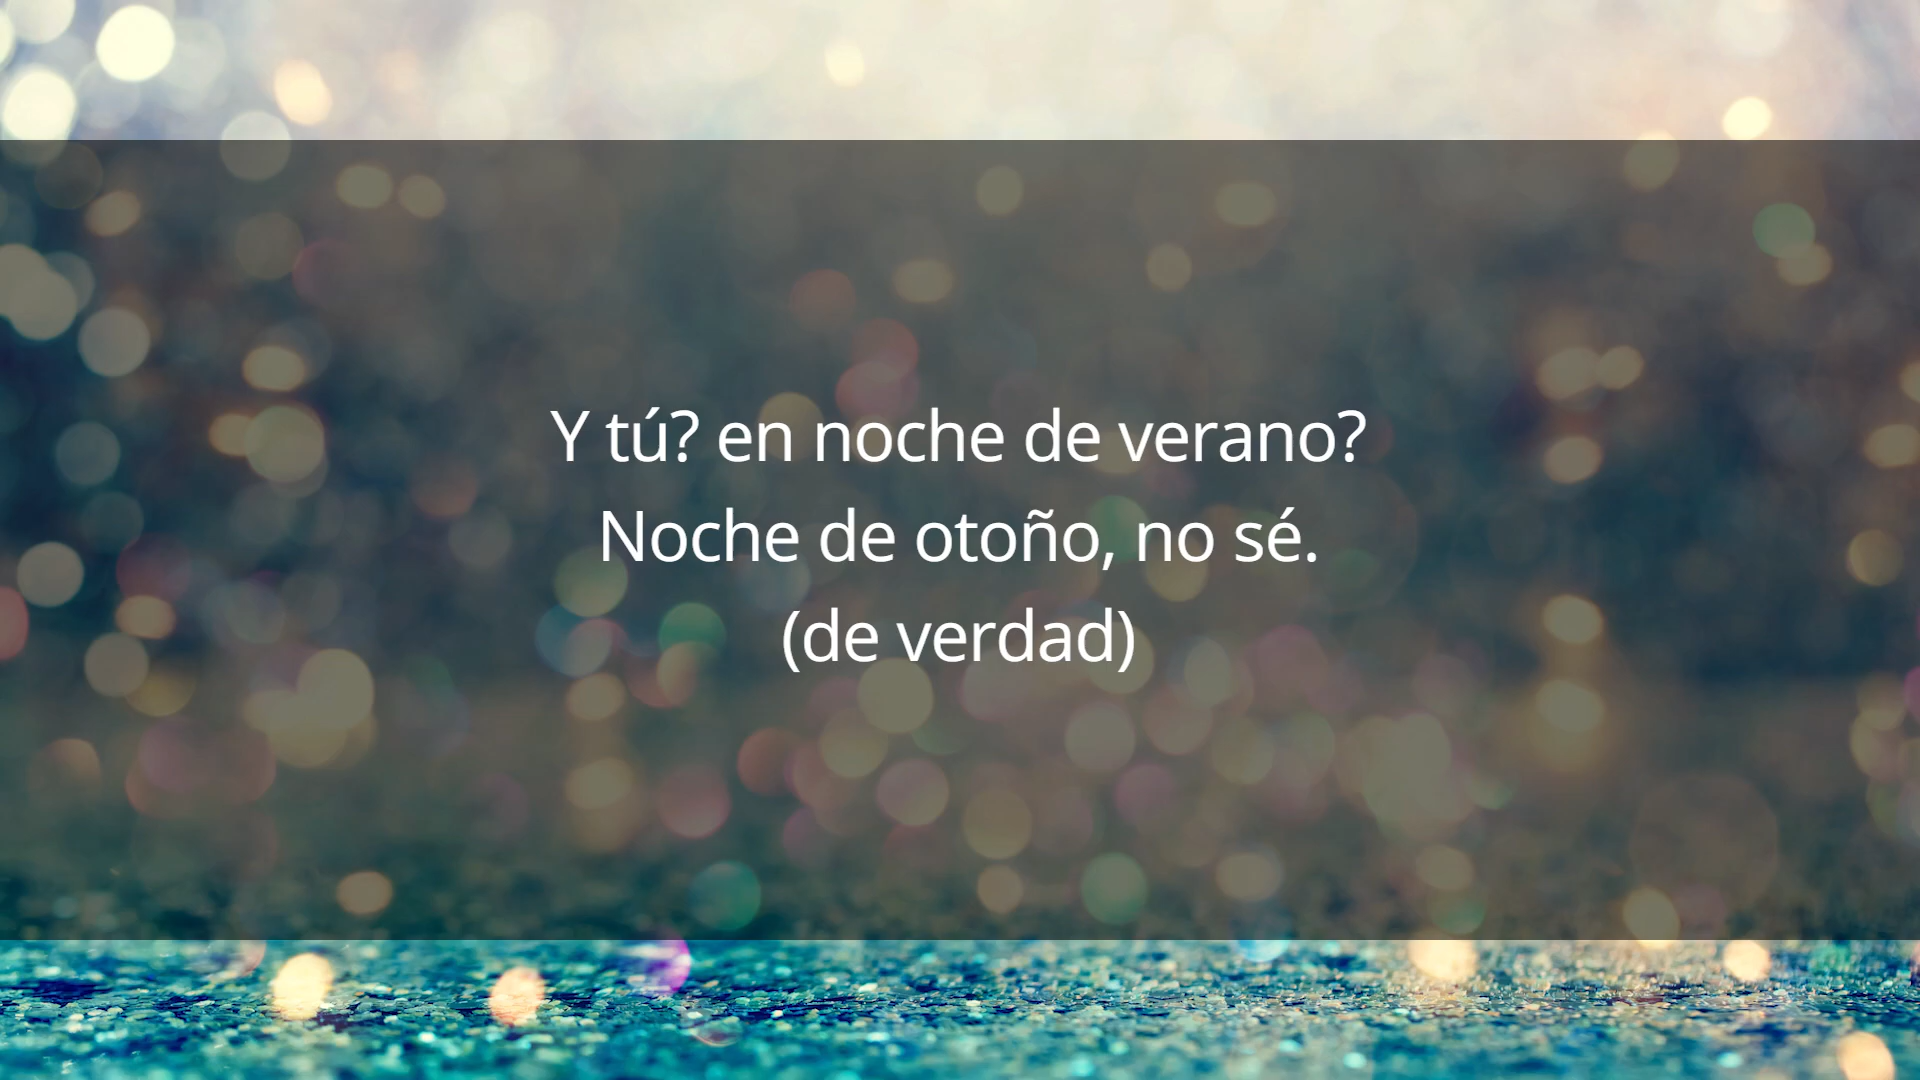 Y tú? en noche de verano?
Noche de otoño, no sé.
(de verdad)